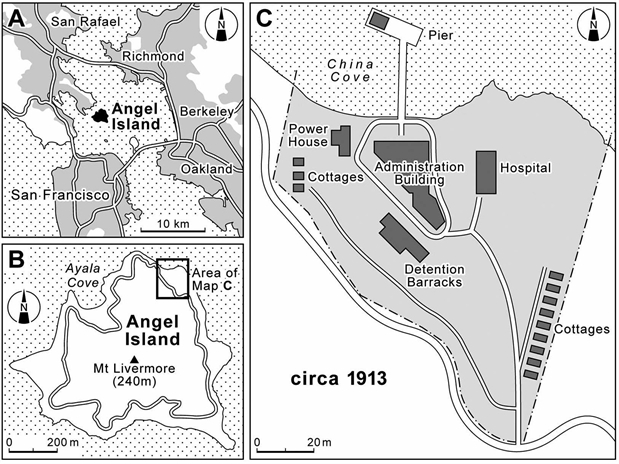 A
San Rafael
N
Richmond
Angel
Island
Berkeley
Oakland
San Francisco
10 km
B
Ayala
Cove
Area of
Map C
N
Angel
Island
Mt Livermore
(240m)
0
200 m
C
Pier
N
China
Cove
Power
House
Cottages
Administration
Building
Hospital
Detention
Barracks
Cottages
circa 1913
0
20 m